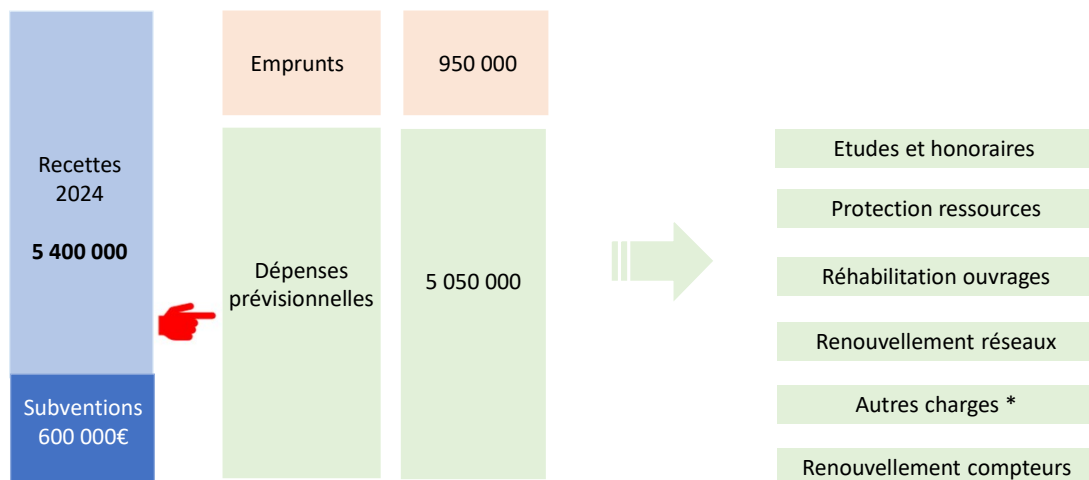 Recettes
2024
5 400 000
Subventions
600 000€
Emprunts
950 000
Dépenses
prévisionnelles
5 050 000
Etudes et honoraires
Protection ressources
Réhabilitation ouvrages
Renouvellement réseaux
Autres charges *
Renouvellement compteurs